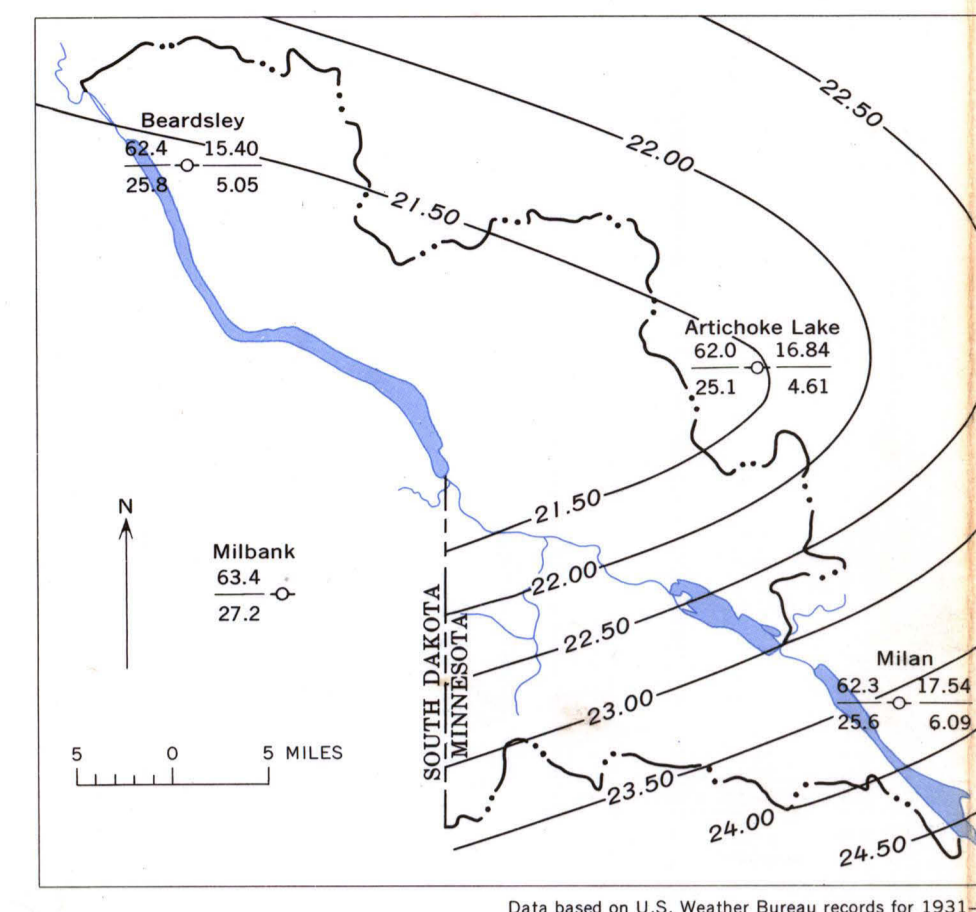 22.50
22.00
Beardsley
62.4 15.40
25.8 5.05
21.50
Artichoke Lake
62.0 16.84
25.1 4.61
21.50
N
Milbank
63.4
27.2
22.00
22.50
SOUTH DAKOTA
MINNESOTA
Milan
62.3 17.54
25.6 6.09
23.00
5 0 5 MILES
23.50
24.00
24.50
Data based on U.S. Weather Bureau records for 1931-